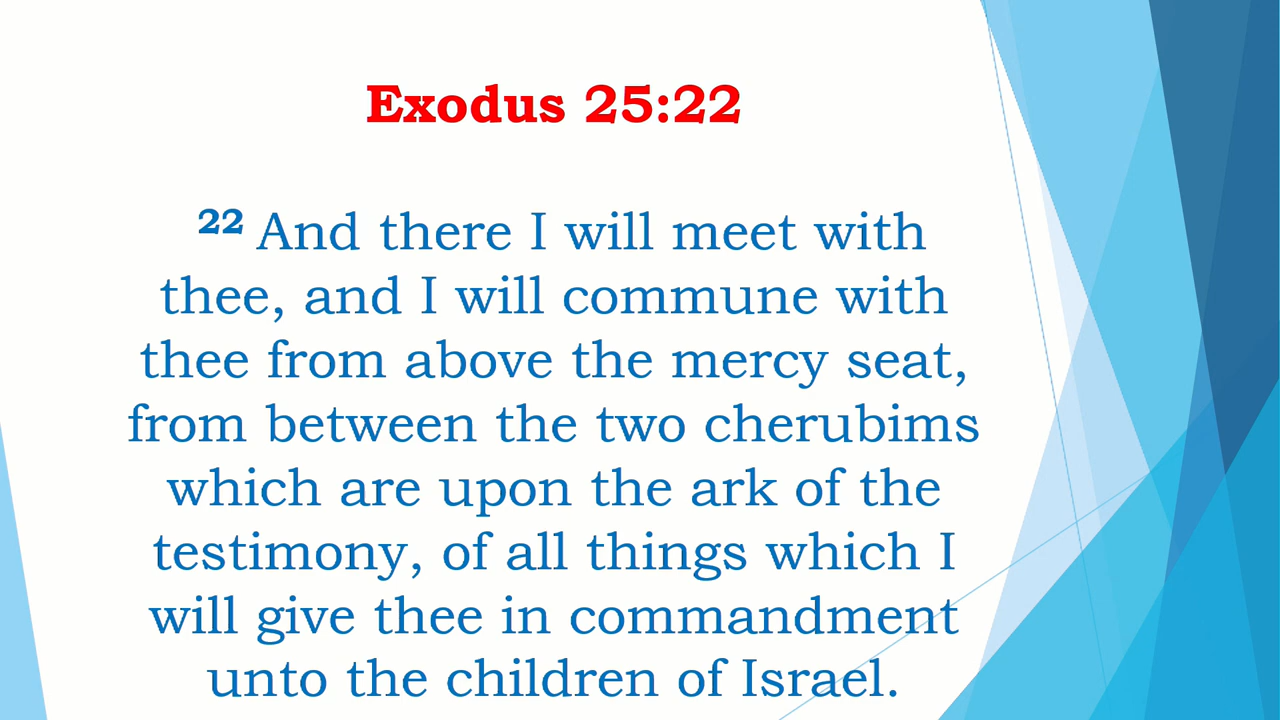 Exodus 25:22
22 And there I will meet with
thee, and I will commune with
thee from above the mercy seat,
from between the two cherubims
which are upon the ark of the
testimony, of all things which I
will give thee in commandment
unto the children of Israel.